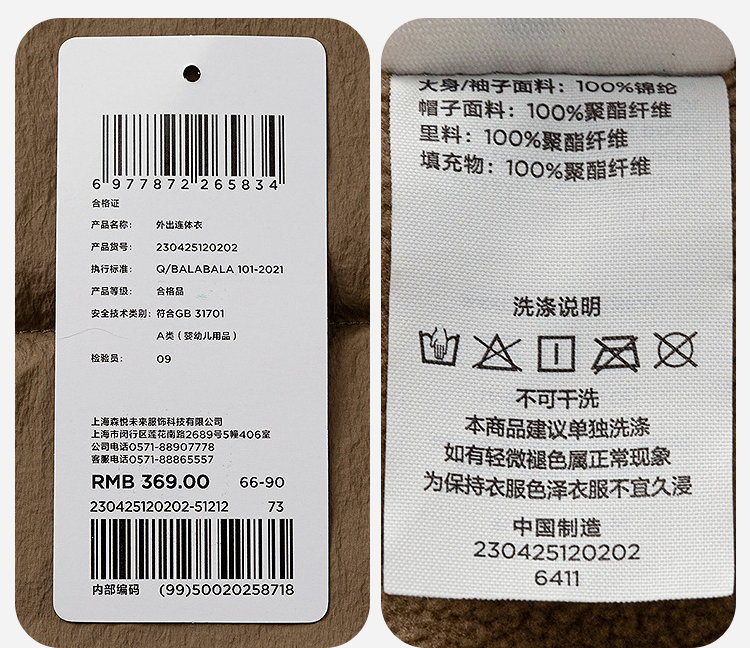 6 977872 265834
合格证
产品名称： 外出连体衣
产品货号： 230425120202
执行标准： Q/BALABALA 101-2021
产品等级： 合格品
安全技术类别：符合GB 31701
A类（婴幼儿用品）
检验员： 09
上海森悦未来服饰科技有限公司
上海市闵行区莲花南路2689号5幢406室
公司电话0571-88907778
客服电话0571-88865557
RMB 369.00 66-90
230425120202-51212 73
内部编码 (99)50020258718
大身/袖子面料：100%锦纶
帽子面料：100%聚酯纤维
里料：100%聚酯纤维
填充物：100%聚酯纤维
洗涤说明
不可干洗
本商品建议单独洗涤
如有轻微褪色属正常现象
为保持衣服色泽衣服不宜久浸
中国制造
230425120202
6411